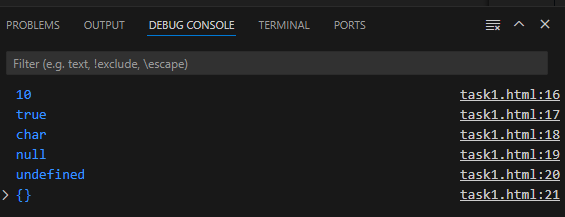 PROBLEMS OUTPUT DEBUG CONSOLE TERMINAL PORTS
Filter (e.g. text, !exclude, \escape)
10 task1.html:16
true task1.html:17
char task1.html:18
null task1.html:19
undefined task1.html:20
{} task1.html:21